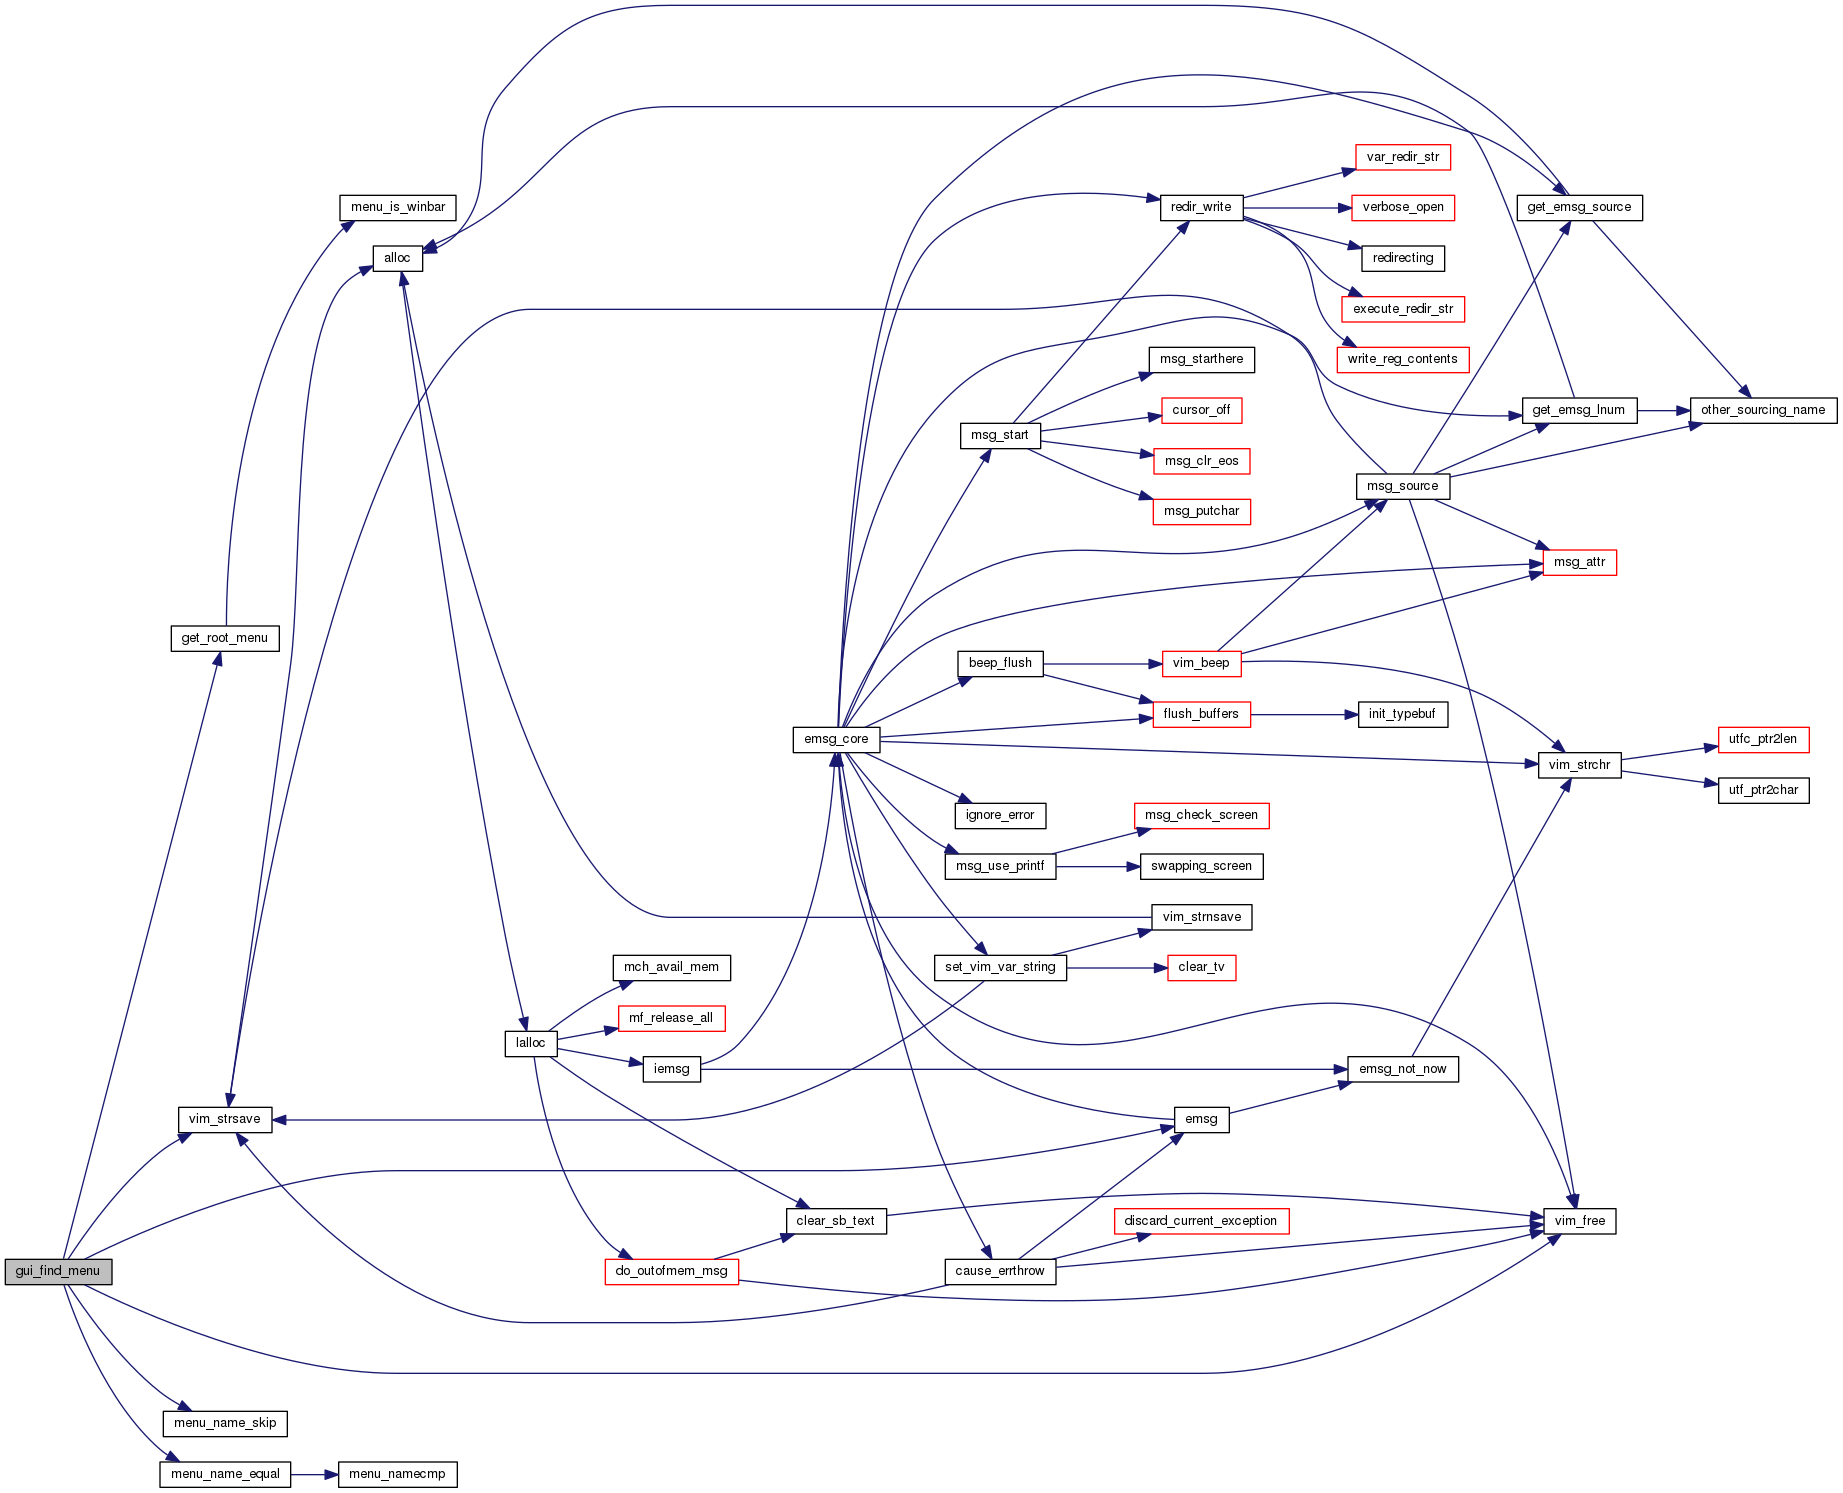 var_redir_str
menu_is_winbar
redir_write
verbose_open
get_emsg_source
alloc
redirecting
execute_redir_str
msg_starthere
write_reg_contents
cursor_off
get_emsg_lnum
other_sourcing_name
msg_start
msg_clr_eos
msg_source
msg_putchar
msg_attr
get_root_menu
beep_flush
vim_beep
flush_buffers
init_typebuf
emsg_core
utfc_ptr2len
vim_strchr
utf_ptr2char
ignore_error
msg_check_screen
msg_use_printf
swapping_screen
vim_strnsave
mch_avail_mem
set_vim_var_string
clear_tv
mf_release_all
lalloc
iemsg
emsg_not_now
vim_strsave
emsg
clear_sb_text
discard_current_exception
vim_free
gui_find_menu
do_outofmem_msg
cause_errthrow
menu_name_skip
menu_name_equal
menu_namecmp